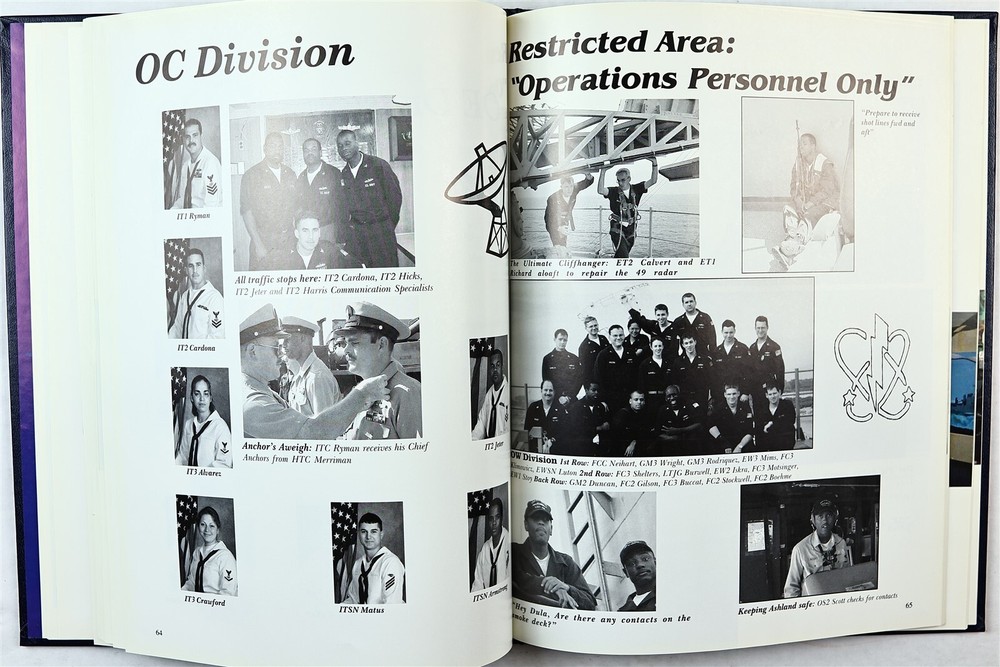 OC Division
IT1 Ryman
All traffic stops here: IT2 Cardona, IT2 Hicks,
IT2 Jeter and IT2 Harris Communication Specialists
IT2 Cardona
Anchor's Aweigh: ITC Ryman receives his Chief
Anchors from HTC Merriman
IT3 Alvarez
IT2 Jeter
IT3 Crawford
ITSN Matus
ITSN Armstrong
64
Restricted Area:
"Operations Personnel Only"
"Prepare to receive
shot lines fwd and
aft"
The Ultimate Cliffhanger: ET2 Calvert and ET1
Richard aloaft to repair the 49 radar
OW Division 1st Row: FCC Neihart, GM3 Wright, GM3 Rodriquez, EW3 Mims, FC3
EWSN Luton 2nd Row: FC3 Shelters, LTJG Burwell, EW2 Iskra, FC3 Motsinger,
EW1 Stoy Back Row: GM2 Duncan, FC2 Gilson, FC3 Buccat, FC2 Stockwell, FC2 Boehme
"Hey Dula, Are there any contacts on the
smoke deck?"
Keeping Ashland safe: OS2 Scott checks for contacts
65